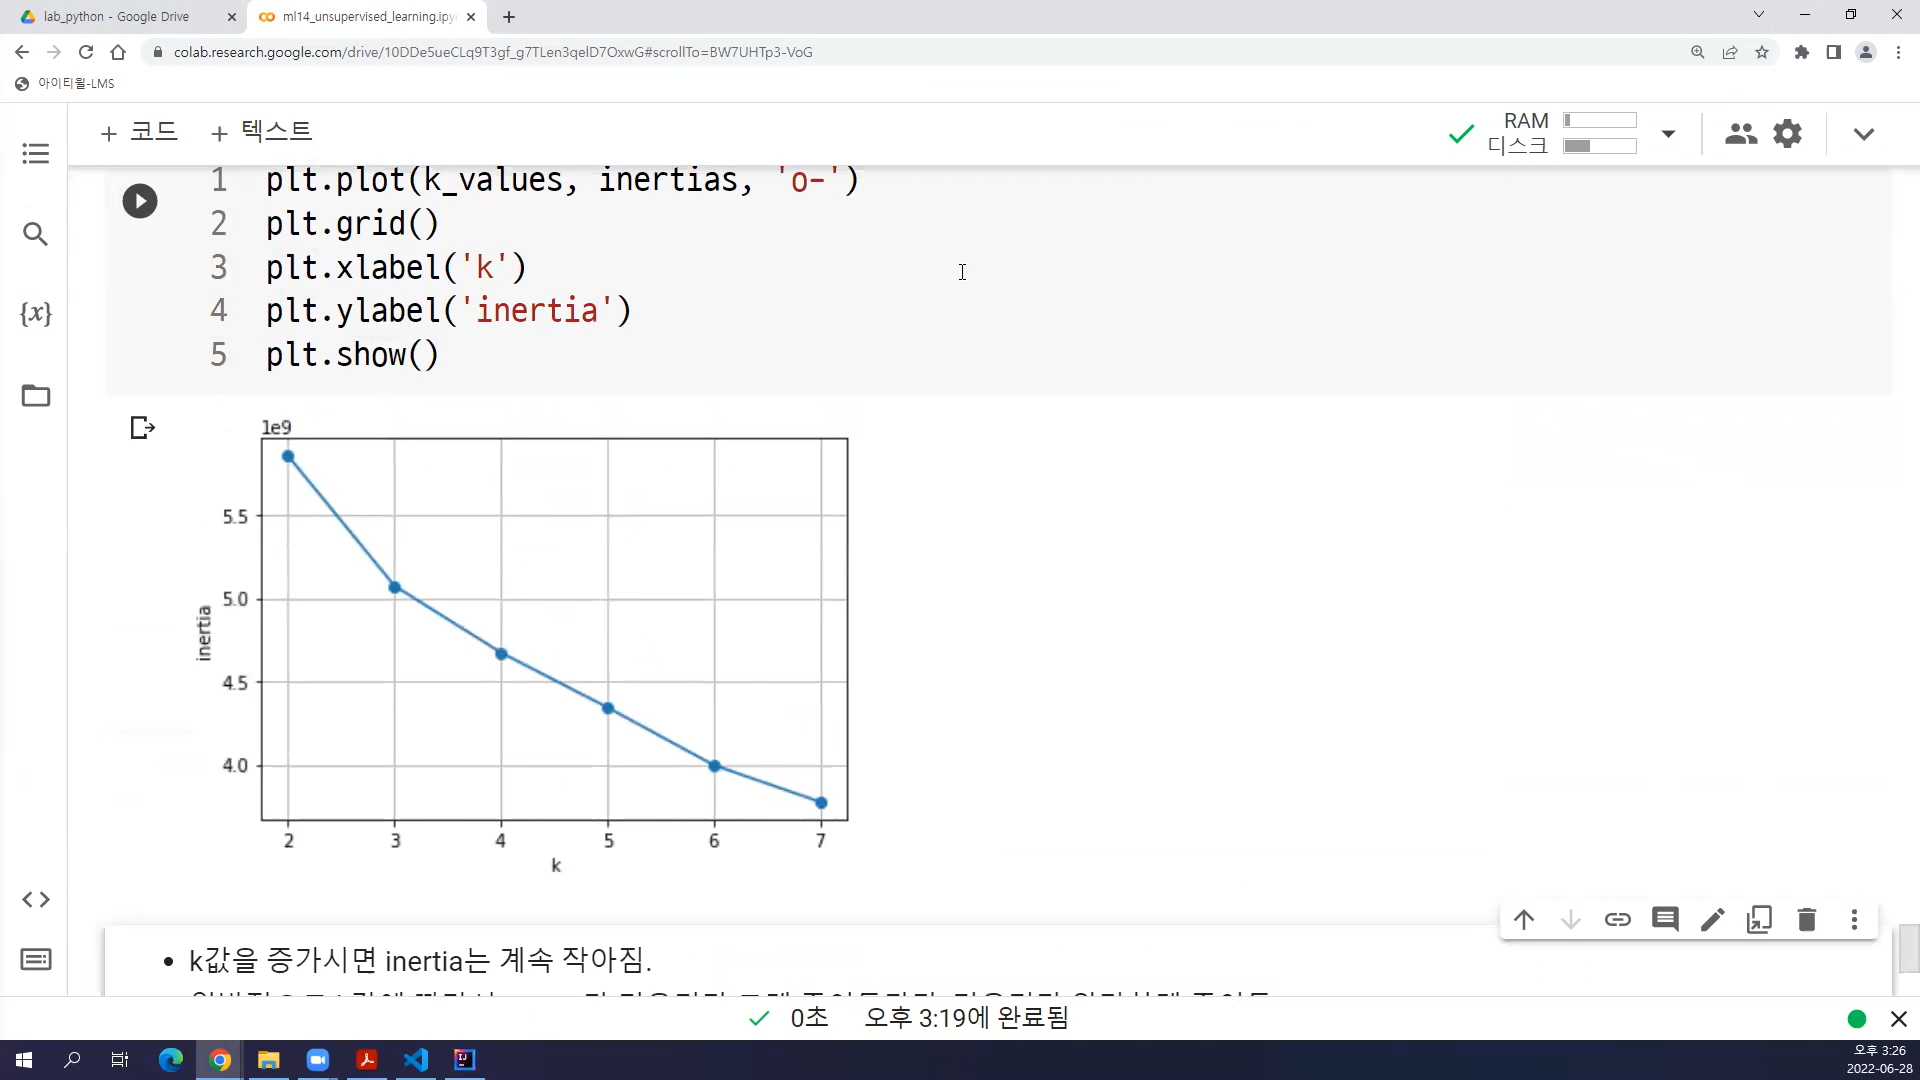 lab_python - Google Drive
ml14_unsupervised_learning.ipy
colab.research.google.com/drive/10DDe5ueCLq9T3gf_g7TLen3qelD7OxwG#scrollTo=BW7UHTp3-VoG
아이티윌-LMS
+ 코드 + 텍스트
RAM
디스크
{x}
1 plt.plot(k_values, inertias, 'o-')
2 plt.grid()
3 plt.xlabel('k')
4 plt.ylabel('inertia')
5 plt.show()
1e9
5.5
5.0
4.5
4.0
inertia
2 3 4 5 6 7
k
• k값을 증가시면 inertia는 계속 작아짐.
0초 오후 3:19에 완료됨
오후 3:26
2022-06-28